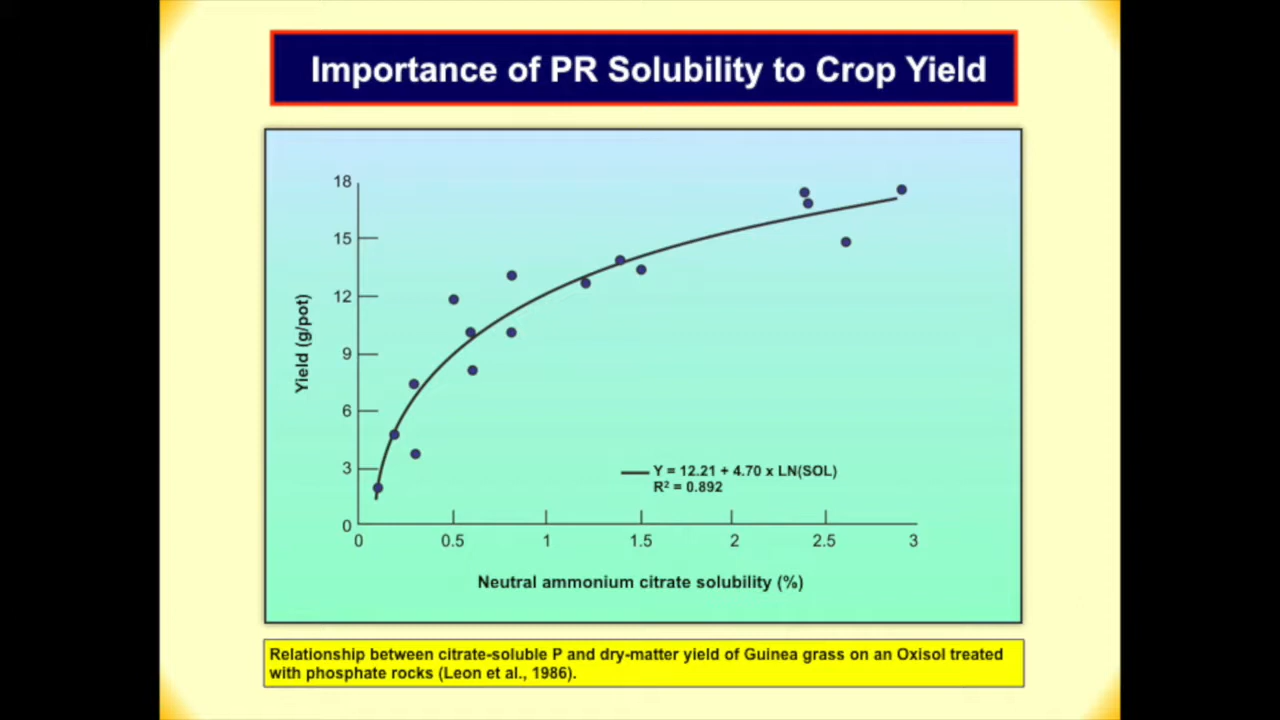 Importance of PR Solubility to Crop Yield
18
15
12
9
6
3
0
Yield (g/pot)
Y = 12.21 + 4.70 x LN(SOL)
R² = 0.892
0 0.5 1 1.5 2 2.5 3
Neutral ammonium citrate solubility (%)
Relationship between citrate-soluble P and dry-matter yield of Guinea grass on an Oxisol treated
with phosphate rocks (Leon et al., 1986).